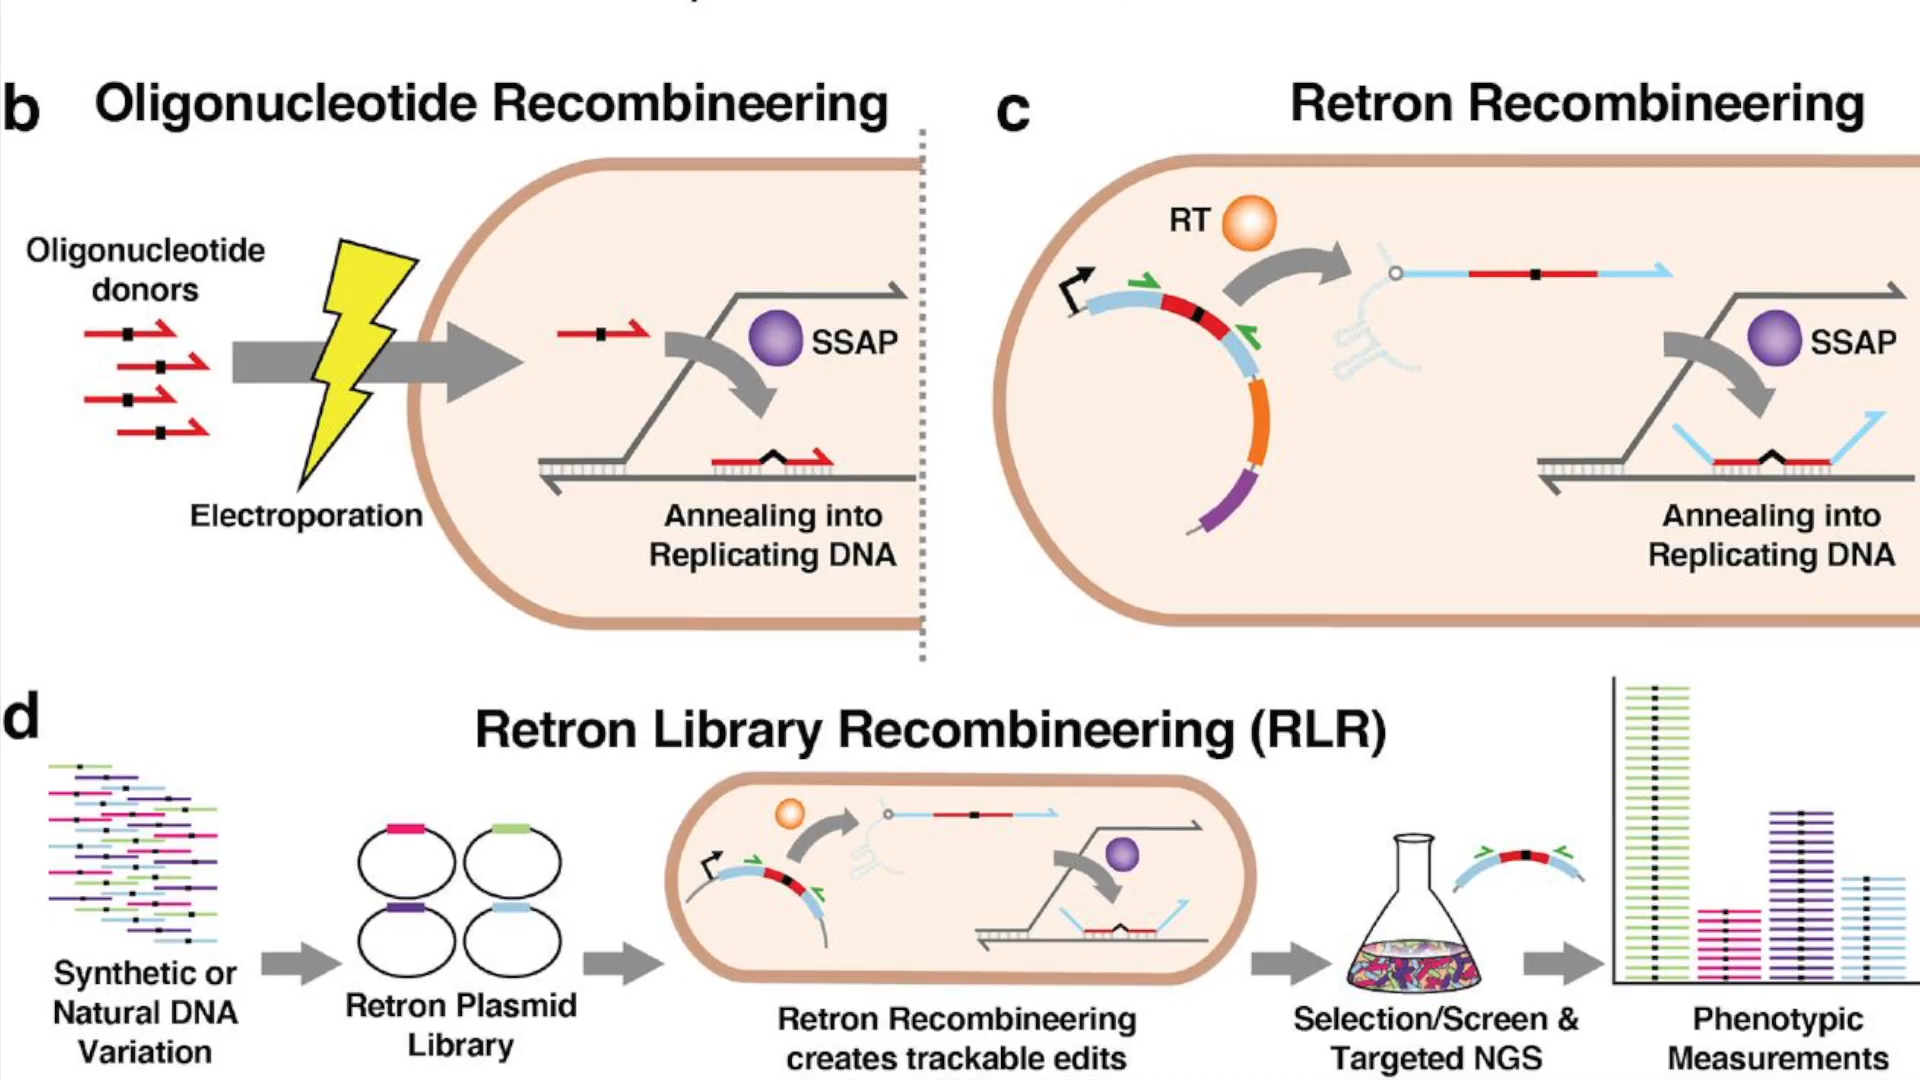 b Oligonucleotide Recombineering
Oligonucleotide
donors
Electroporation
SSAP
Annealing into
Replicating DNA
c Retron Recombineering
RT
SSAP
Annealing into
Replicating DNA
d Retron Library Recombineering (RLR)
Synthetic or
Natural DNA
Variation
Retron Plasmid
Library
Retron Recombineering
creates trackable edits
Selection/Screen &
Targeted NGS
Phenotypic
Measurements